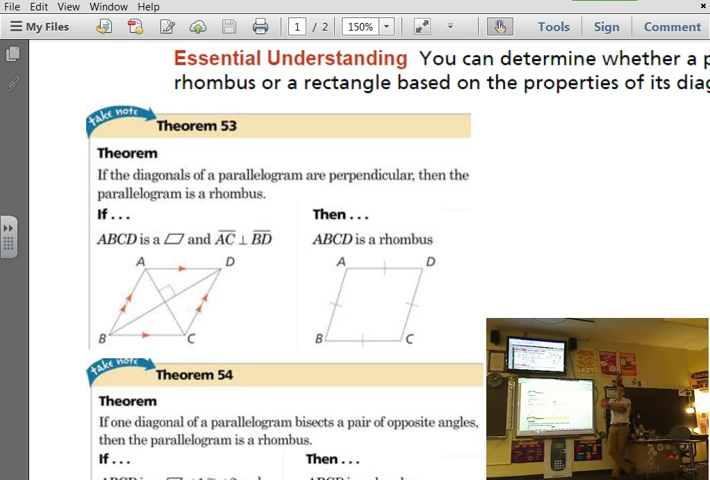 File Edit View Window Help
My Files
1 / 2
150%
Tools Sign Comment
Essential Understanding You can determine whether a p
rhombus or a rectangle based on the properties of its diag
take note
Theorem 53
Theorem
If the diagonals of a parallelogram are perpendicular, then the
parallelogram is a rhombus.
If . . . Then . . .
ABCD is a ▱ and AC ⊥ BD ABCD is a rhombus
A D A D
B C B C
take note
Theorem 54
Theorem
If one diagonal of a parallelogram bisects a pair of opposite angles,
then the parallelogram is a rhombus.
If . . . Then . . .